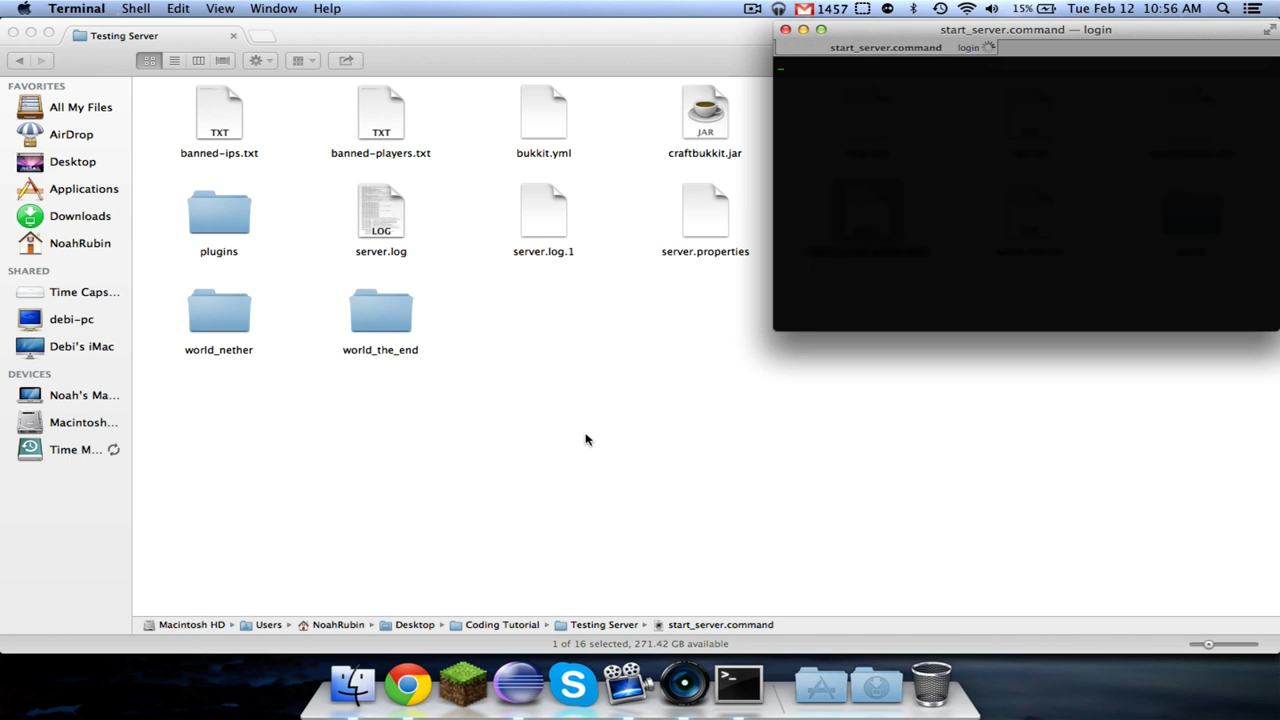 Terminal Shell Edit View Window Help
1457 15% Tue Feb 12 10:56 AM
Testing Server
start_server.command — login
start_server.command login
FAVORITES
All My Files
AirDrop
Desktop
Applications
Downloads
NoahRubin
SHARED
Time Caps...
debi-pc
Debi's iMac
DEVICES
Noah's Ma...
Macintosh...
Time M...
TXT TXT JAR
banned-ips.txt banned-players.txt bukkit.yml craftbukkit.jar
LOG
plugins server.log server.log.1 server.properties
world_nether world_the_end
Macintosh HD Users NoahRubin Desktop Coding Tutorial Testing Server start_server.command
1 of 16 selected, 271.42 GB available